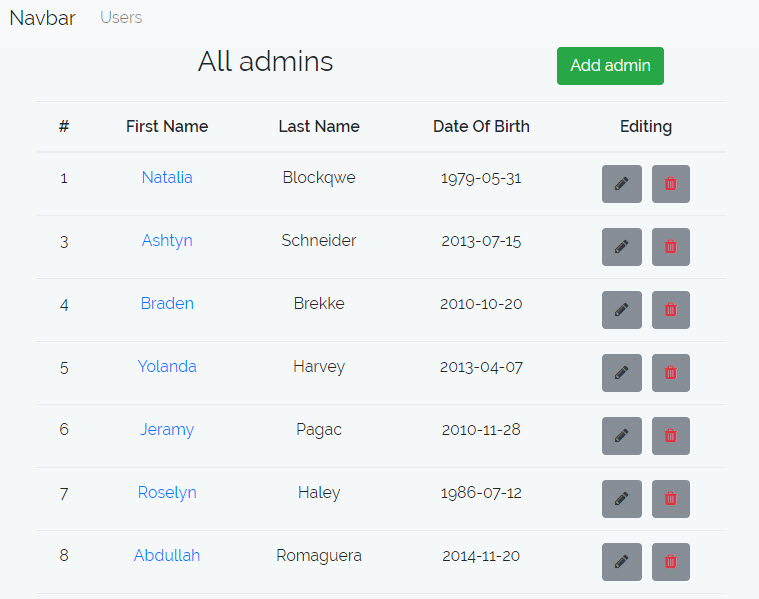 Navbar Users
All admins Add admin
# First Name Last Name Date Of Birth Editing
1 Natalia Blockqwe 1979-05-31
3 Ashtyn Schneider 2013-07-15
4 Braden Brekke 2010-10-20
5 Yolanda Harvey 2013-04-07
6 Jeramy Pagac 2010-11-28
7 Roselyn Haley 1986-07-12
8 Abdullah Romaguera 2014-11-20